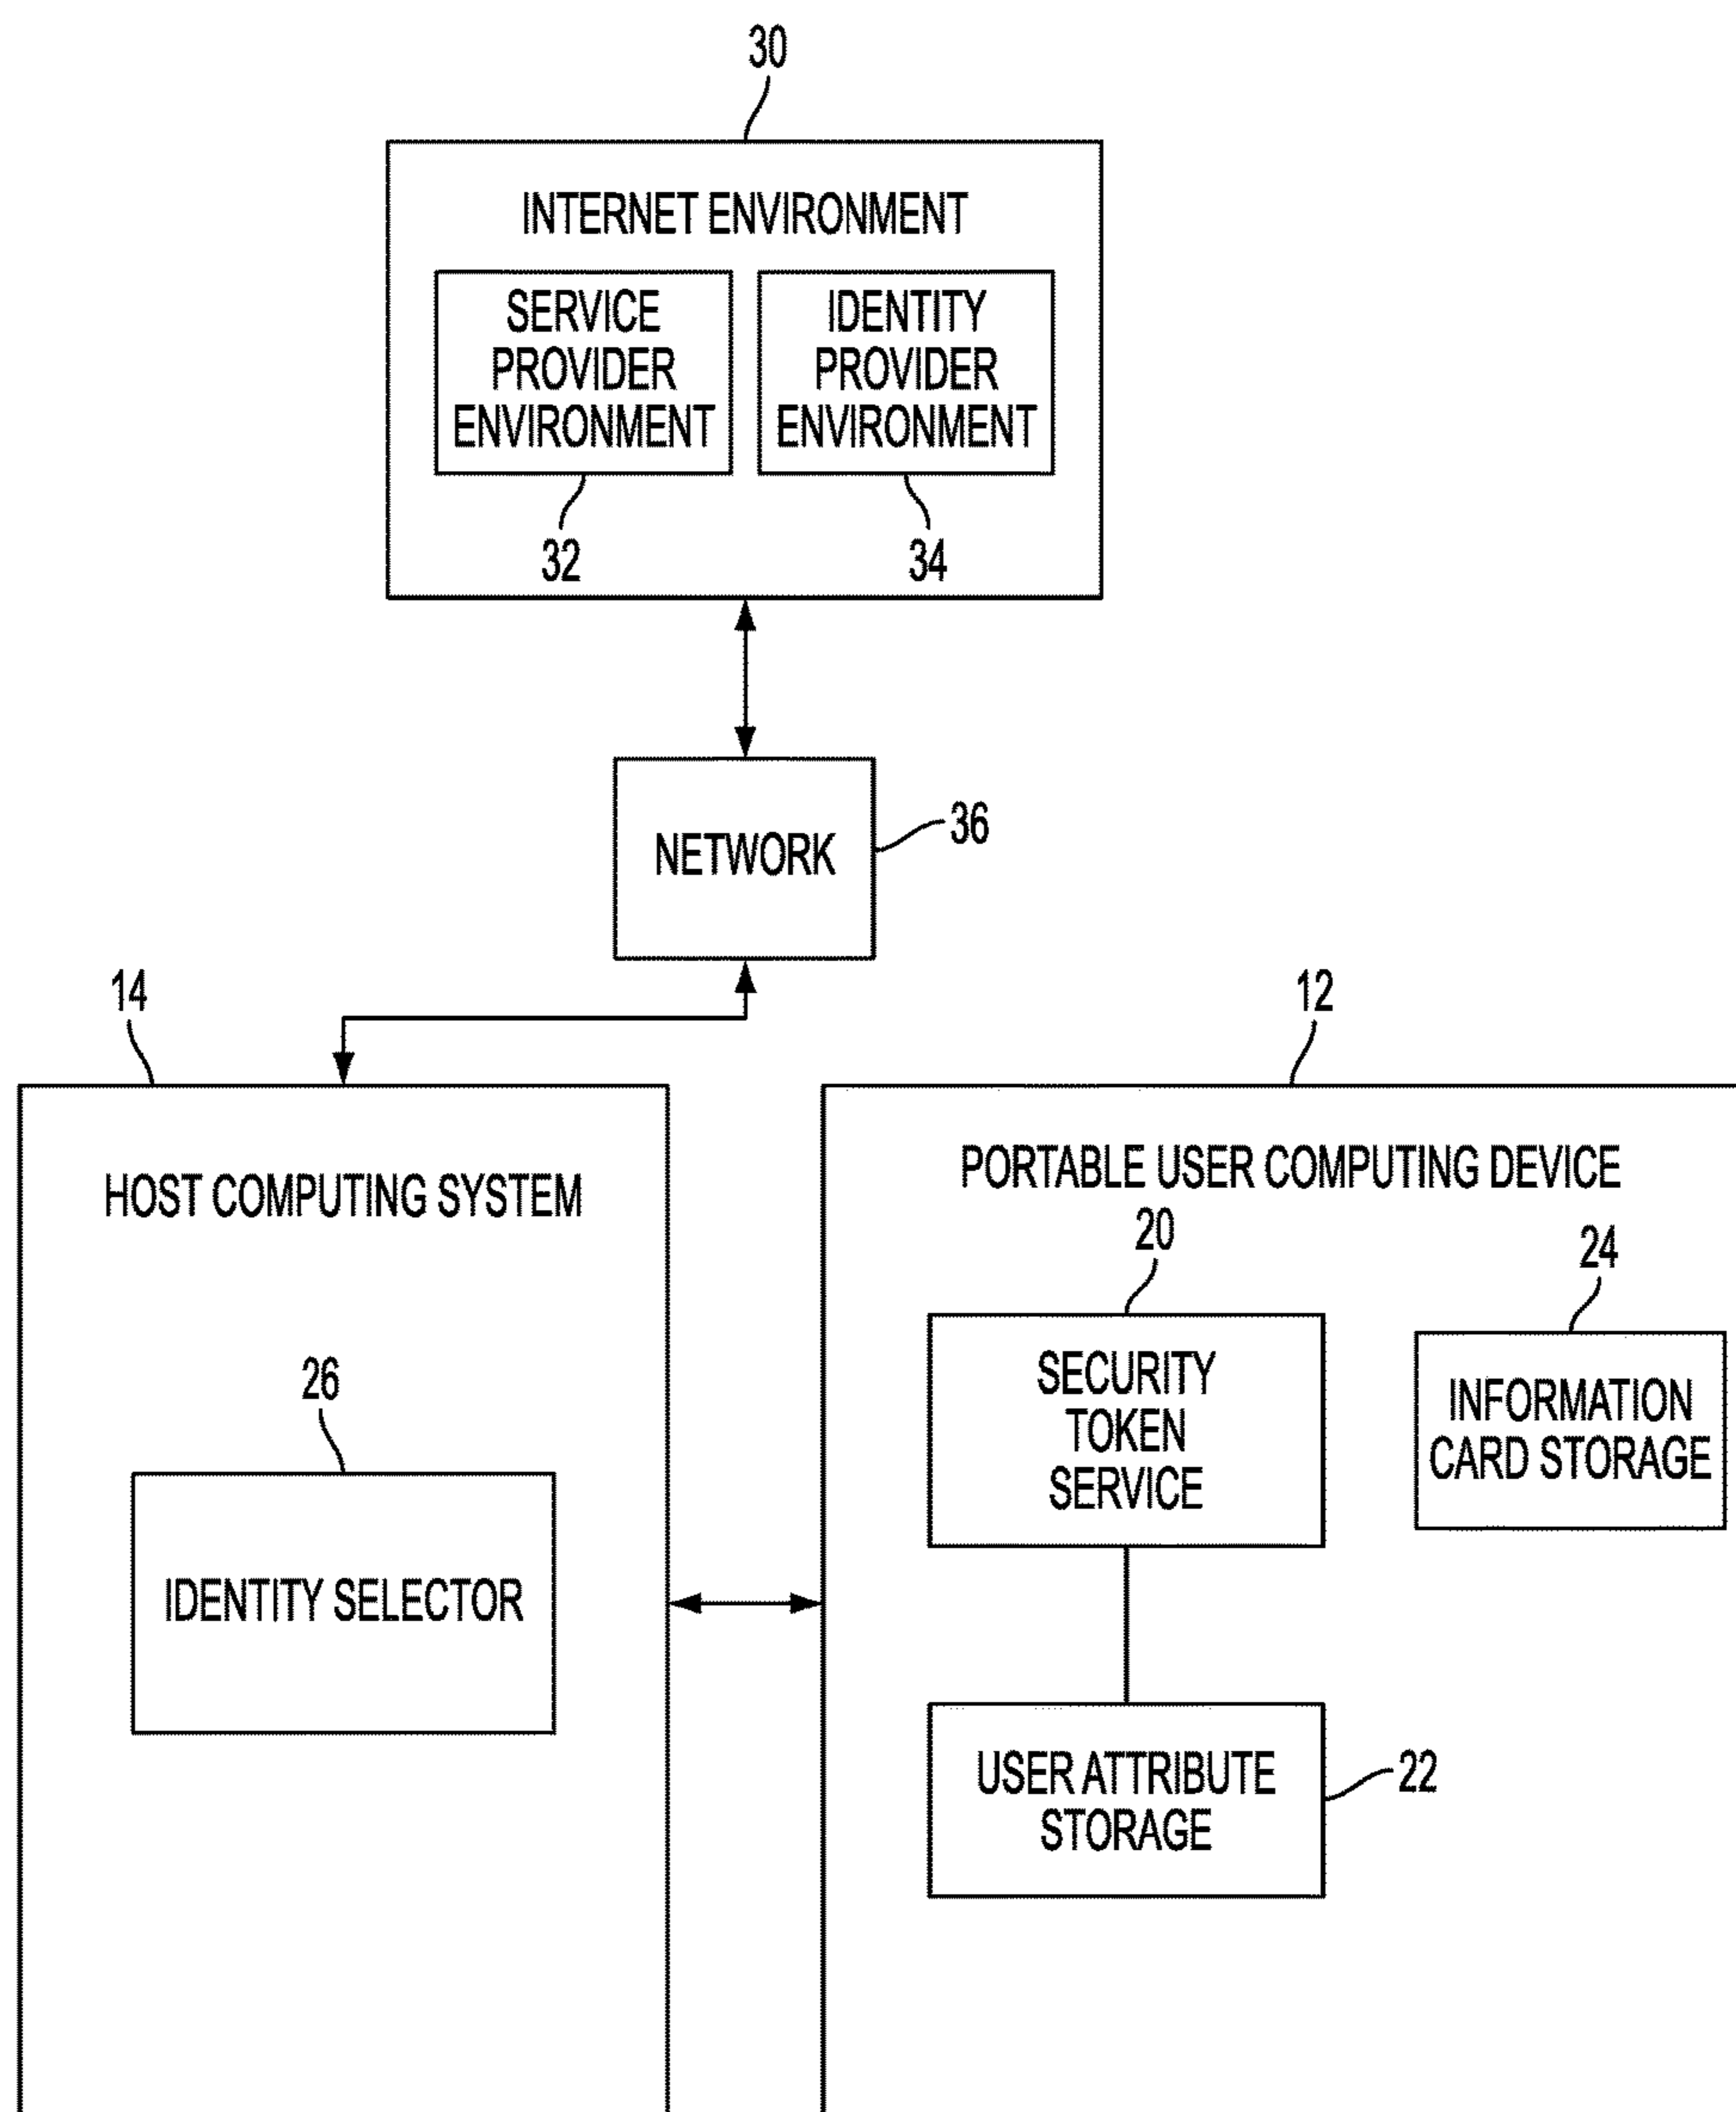 30
INTERNET ENVIRONMENT
SERVICE
PROVIDER
ENVIRONMENT
IDENTITY
PROVIDER
ENVIRONMENT
32
34
NETWORK
36
14
12
HOST COMPUTING SYSTEM
PORTABLE USER COMPUTING DEVICE
20
24
26
SECURITY
TOKEN
SERVICE
INFORMATION
CARD STORAGE
IDENTITY SELECTOR
USER ATTRIBUTE
STORAGE
22